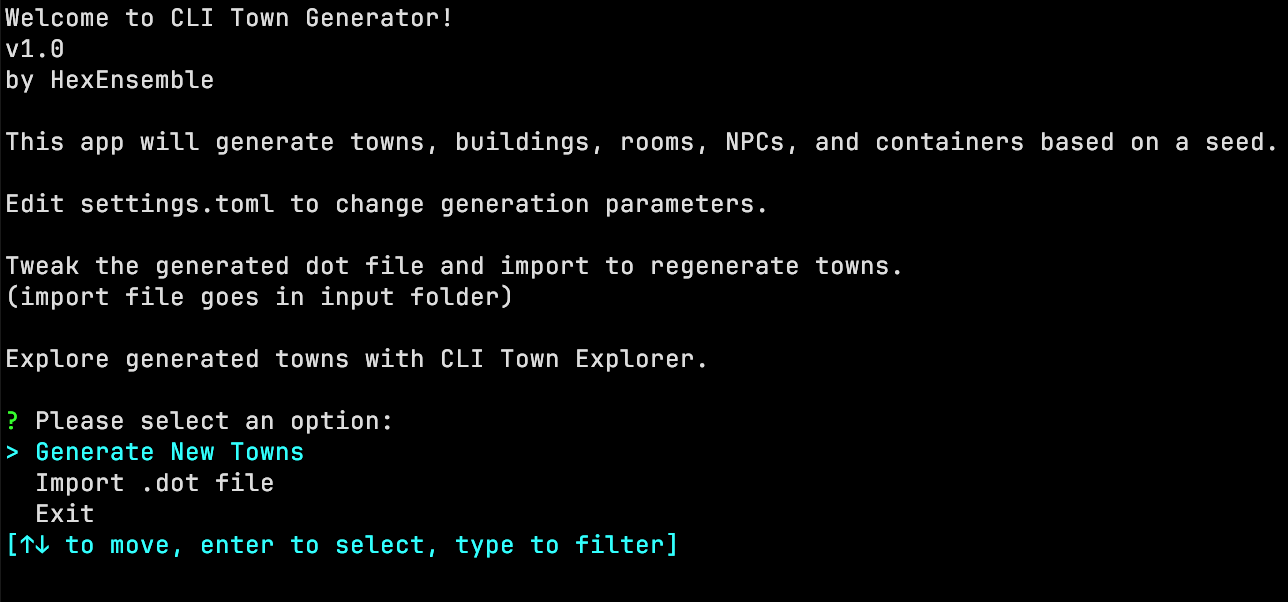 Welcome to CLI Town Generator!
v1.0
by HexEnsemble
This app will generate towns, buildings, rooms, NPCs, and containers based on a seed.
Edit settings.toml to change generation parameters.
Tweak the generated dot file and import to regenerate towns.
(import file goes in input folder)
Explore generated towns with CLI Town Explorer.
? Please select an option:
> Generate New Towns
  Import .dot file
  Exit
[↑↓ to move, enter to select, type to filter]